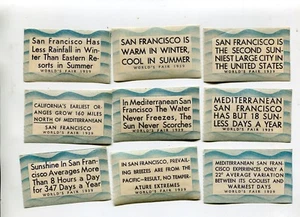 San Francisco Has
Less Rainfall in Win-
ter Than Eastern Re-
sorts in Summer
WORLD'S FAIR 1939
SAN FRANCISCO IS
WARM IN WINTER,
COOL IN SUMMER
WORLD'S FAIR 1939
SAN FRANCISCO IS
THE SECOND SUN-
NIEST LARGE CITY IN
THE UNITED STATES
WORLD'S FAIR 1939
CALIFORNIA'S EARLIEST OR-
ANGES GROW 160 MILES
NORTH OF MEDITERRANEAN
SAN FRANCISCO
WORLD'S FAIR 1939
In Mediterranean San
Francisco The Water
Never Freezes, The
Sun Never Scorches
WORLD'S FAIR 1939
MEDITERRANEAN
SAN FRANCISCO
HAS BUT 18 SUN-
LESS DAYS A YEAR
WORLD'S FAIR 1939
Sunshine In San Fran-
cisco Averages More
Than 8 Hours a Day
for 347 Days a Year
WORLD'S FAIR 1939
IN SAN FRANCISCO, PREVAIL-
ING BREEZES ARE FROM THE
PACIFIC—RESULT, NO TEMPER-
ATURE EXTREMES
WORLD'S FAIR 1939
MEDITERRANEAN SAN FRAN-
CISCO EXPERIENCES ONLY A
22° AVERAGE VARIATION
BETWEEN ITS COOLEST AND
WARMEST DAYS
WORLD'S FAIR 1939